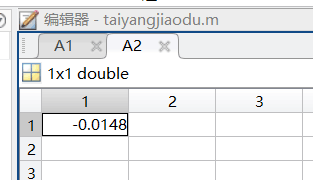 编辑器 - taiyangjiaodu.m
A1 A2
1x1 double
1 2 3
1 -0.0148
2
3